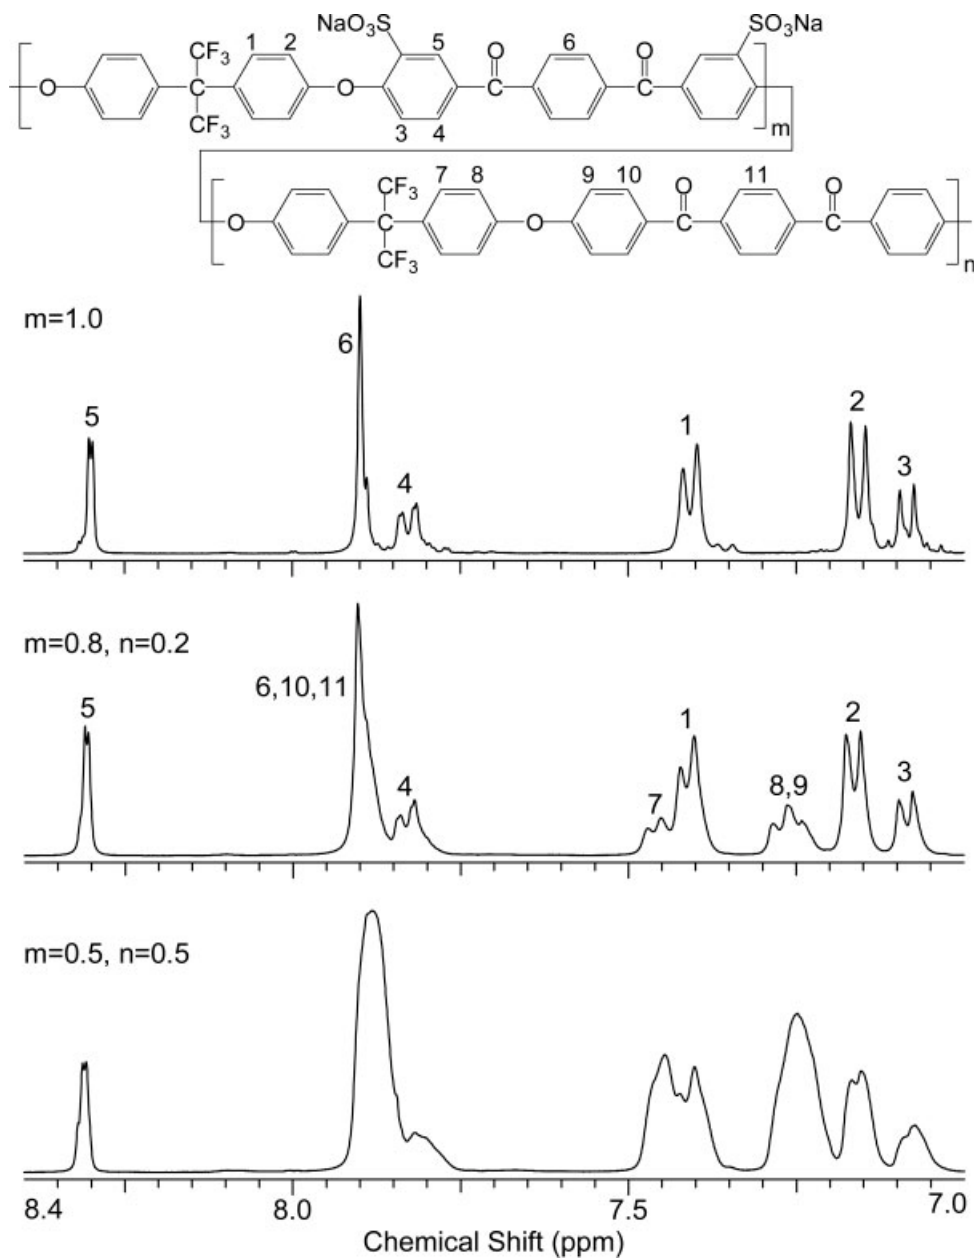 NaO3S SO3Na
1 2 5 6
CF3 O O
O C O C C
CF3 3 4 m
7 8 9 10 11
CF3 O O
O C O C C
CF3 n
m=1.0
5 6 4 1 2 3
m=0.8, n=0.2
5 6,10,11 4 7 1 8,9 2 3
m=0.5, n=0.5
8.4 8.0 7.5 7.0
Chemical Shift (ppm)